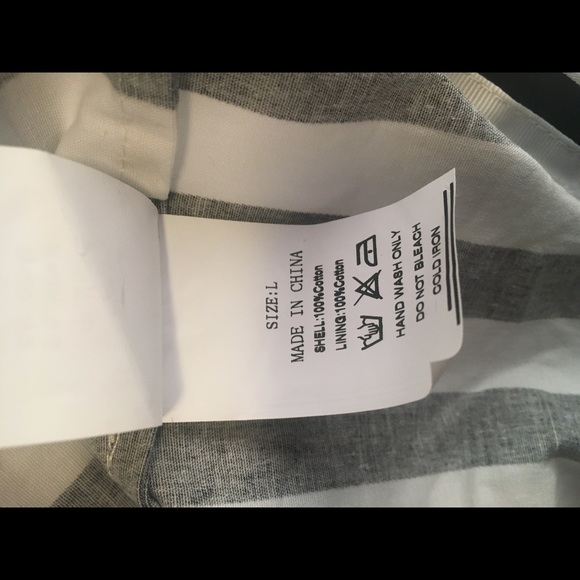 SIZE:L
MADE IN CHINA
SHELL:100%Cotton
LINING:100%Cotton
HAND WASH ONLY
DO NOT BLEACH
COLD IRON